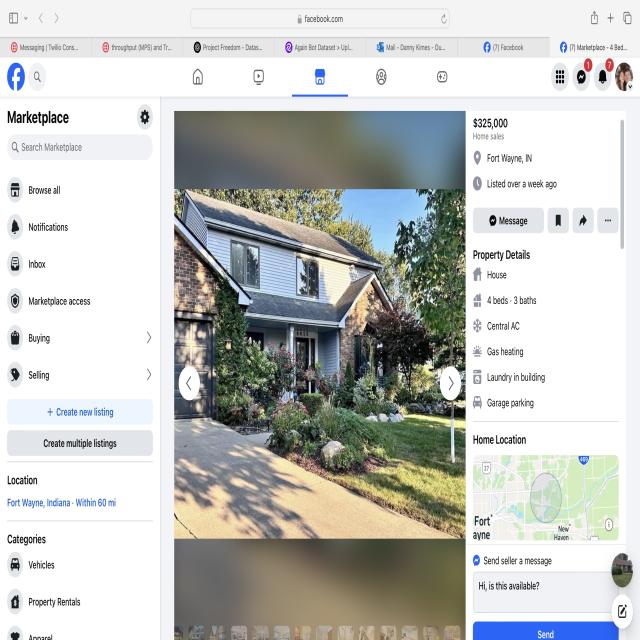 facebook.com
Messaging | Twilio Cons...
throughput (MPS) and Tr...
Project Freedom - Datas...
Again Bot Dataset > Upl...
Mail - Danny Kimes - Ou...
(7) Facebook
(7) Marketplace - 4 Bed...
1
7
Marketplace
Search Marketplace
Browse all
Notifications
Inbox
Marketplace access
Buying
Selling
+ Create new listing
Create multiple listings
Location
Fort Wayne, Indiana · Within 60 mi
Categories
Vehicles
Property Rentals
Apparel
$325,000
Home sales
Fort Wayne, IN
Listed over a week ago
Message
Property Details
House
4 beds · 3 baths
Central AC
Gas heating
Laundry in building
Garage parking
Home Location
469
27
Fort
ayne
New
Haven
1
Send seller a message
Hi, is this available?
Send